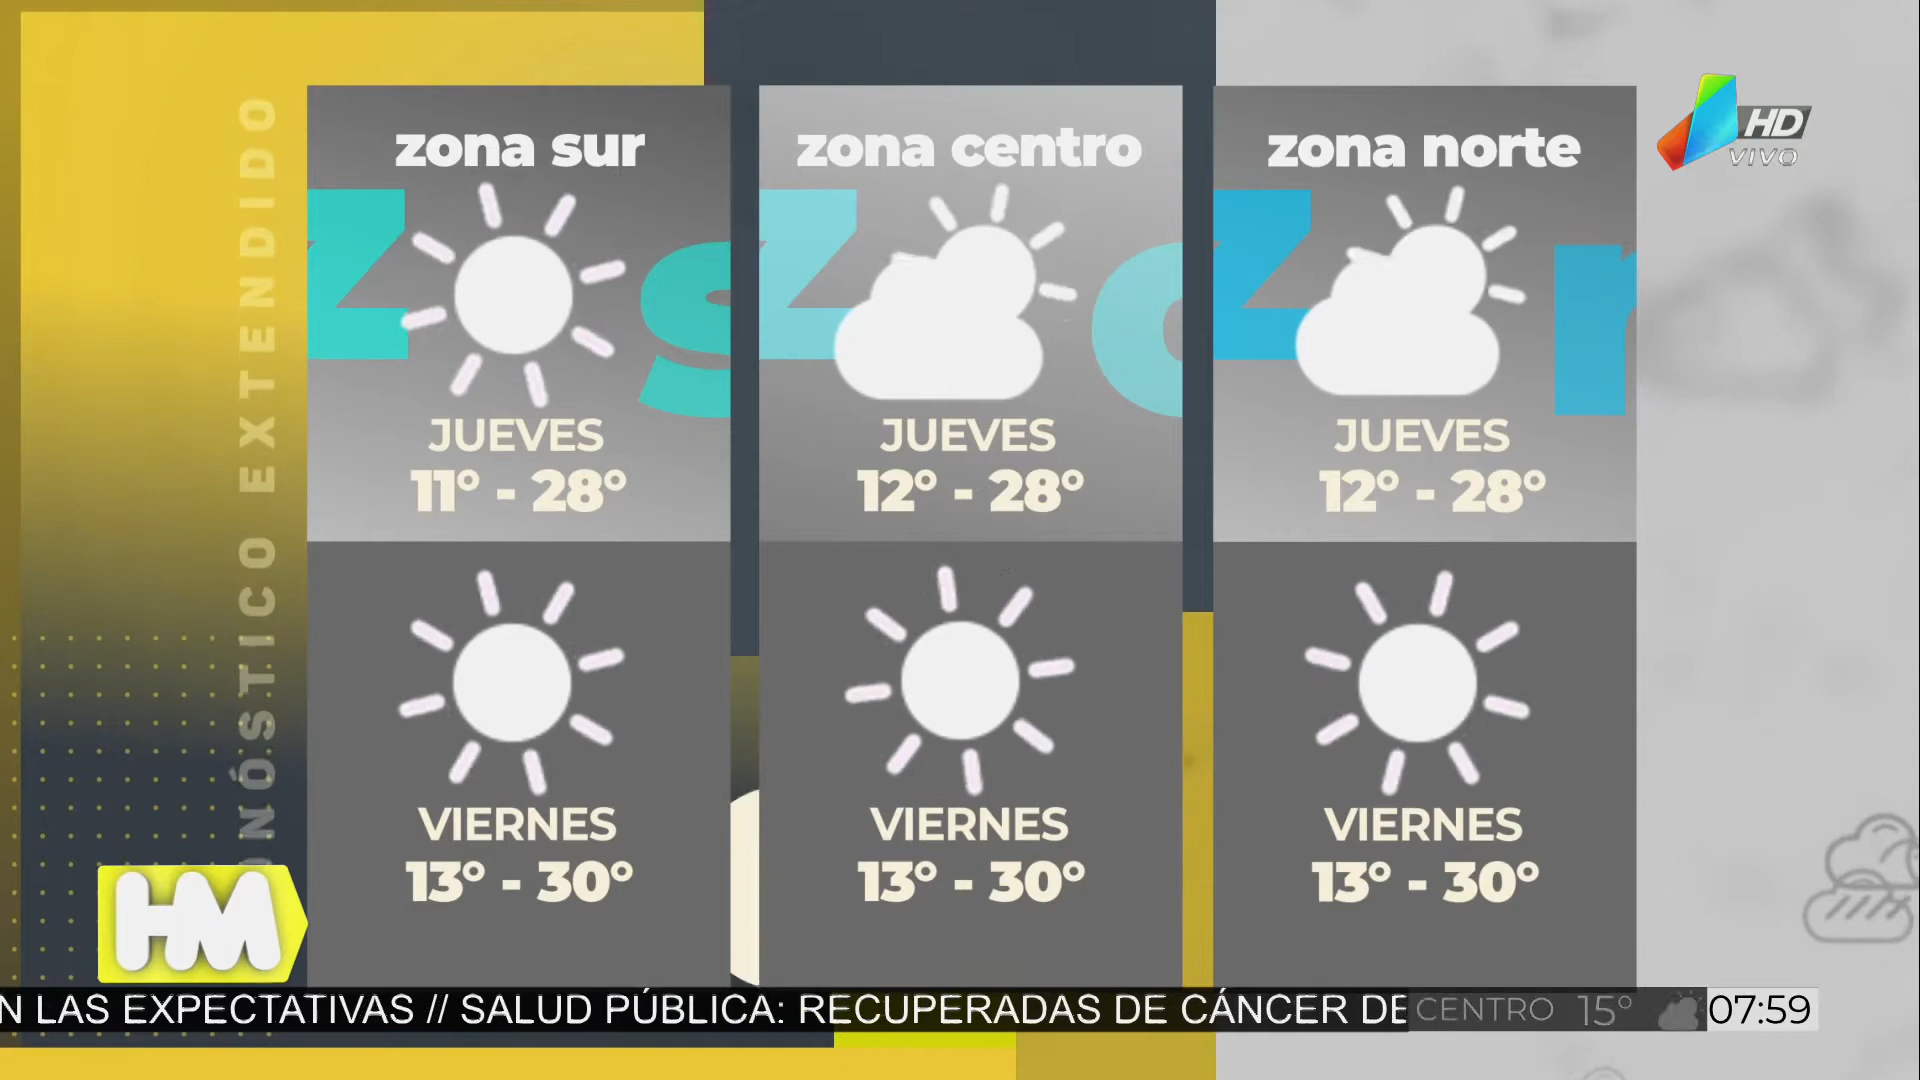 zona sur
JUEVES
11° - 28°
VIERNES
13° - 30°
zona centro
JUEVES
12° - 28°
VIERNES
13° - 30°
zona norte
JUEVES
12° - 28°
VIERNES
13° - 30°
z s
z c
z n
ONÓSTICO EXTENDIDO
HD
VIVO
HM
N LAS EXPECTATIVAS // SALUD PÚBLICA: RECUPERADAS DE CÁNCER DE
CENTRO 15°
07:59